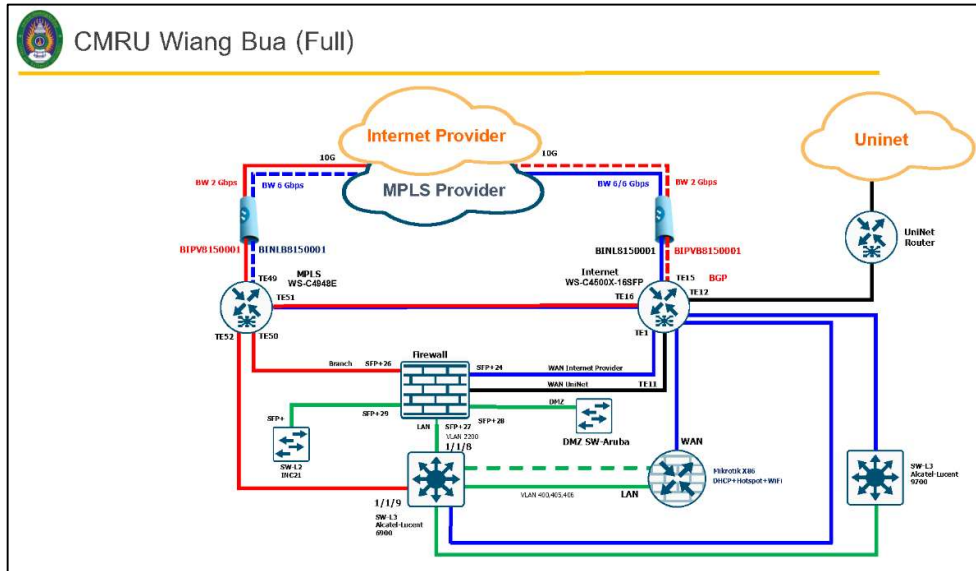 CMRU Wiang Bua (Full)
Internet Provider
MPLS Provider
Uninet
10G
10G
BW 2 Gbps
BW 6 Gbps
BW 6/6 Gbps
BW 2 Gbps
UniNet
Router
BIPV8150001
BINLB8150001
BINL8150001
BIPVB8150001
MPLS
WS-C4948E
Internet
WS-C4500X-16SFP
TE49
TE51
TE52
TE50
TE15
BGP
TE12
TE16
TE1
TE11
Firewall
Branch
SFP+26
SFP+24
WAN Internet Provider
WAN UniNet
SFP+29
SFP+
LAN
SFP+27
SFP+28
DMZ
VLAN 2200
1/1/8
DMZ SW-Aruba
SW-L2
INC21
WAN
Mikrotik X86
DHCP+Hotspot+WiFi
LAN
VLAN 400,405,406
1/1/9
SW-L3
Alcatel-Lucent
6900
SW-L3
Alcatel-Lucent
9700